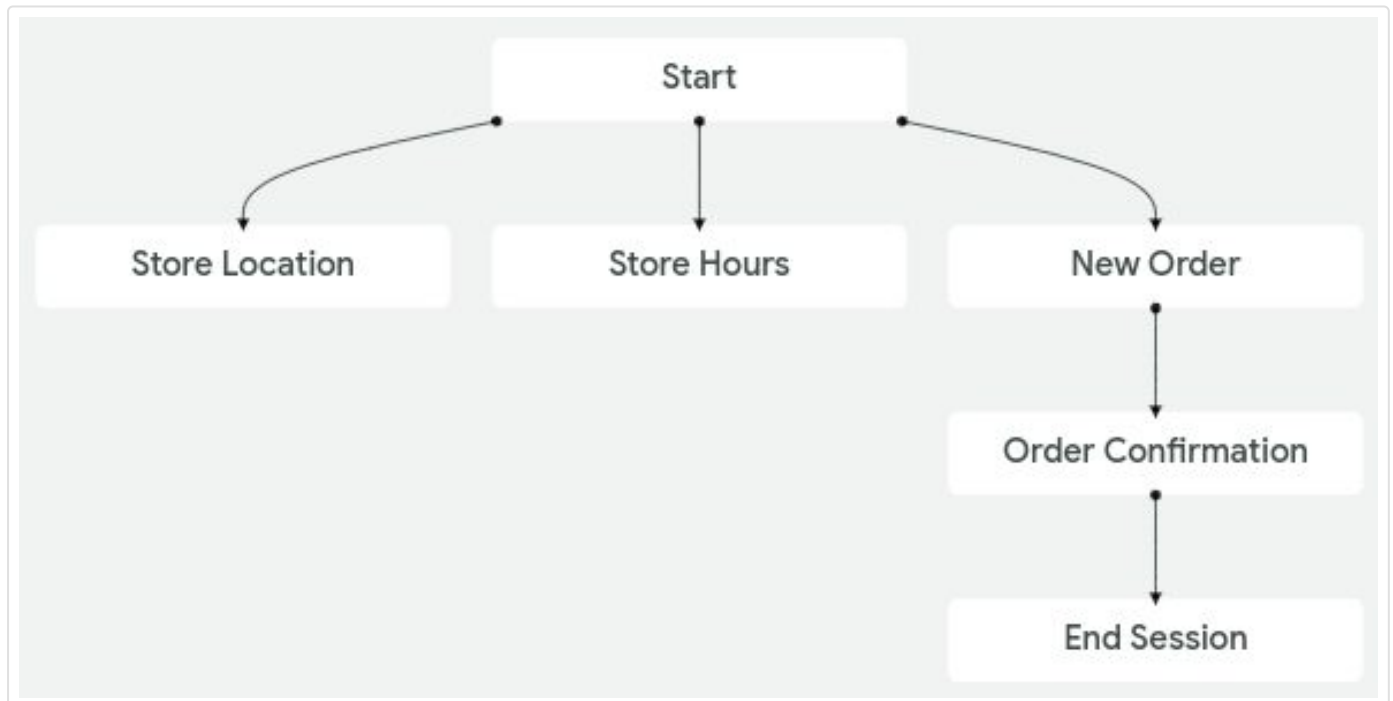 Start
Store Location
Store Hours
New Order
Order Confirmation
End Session